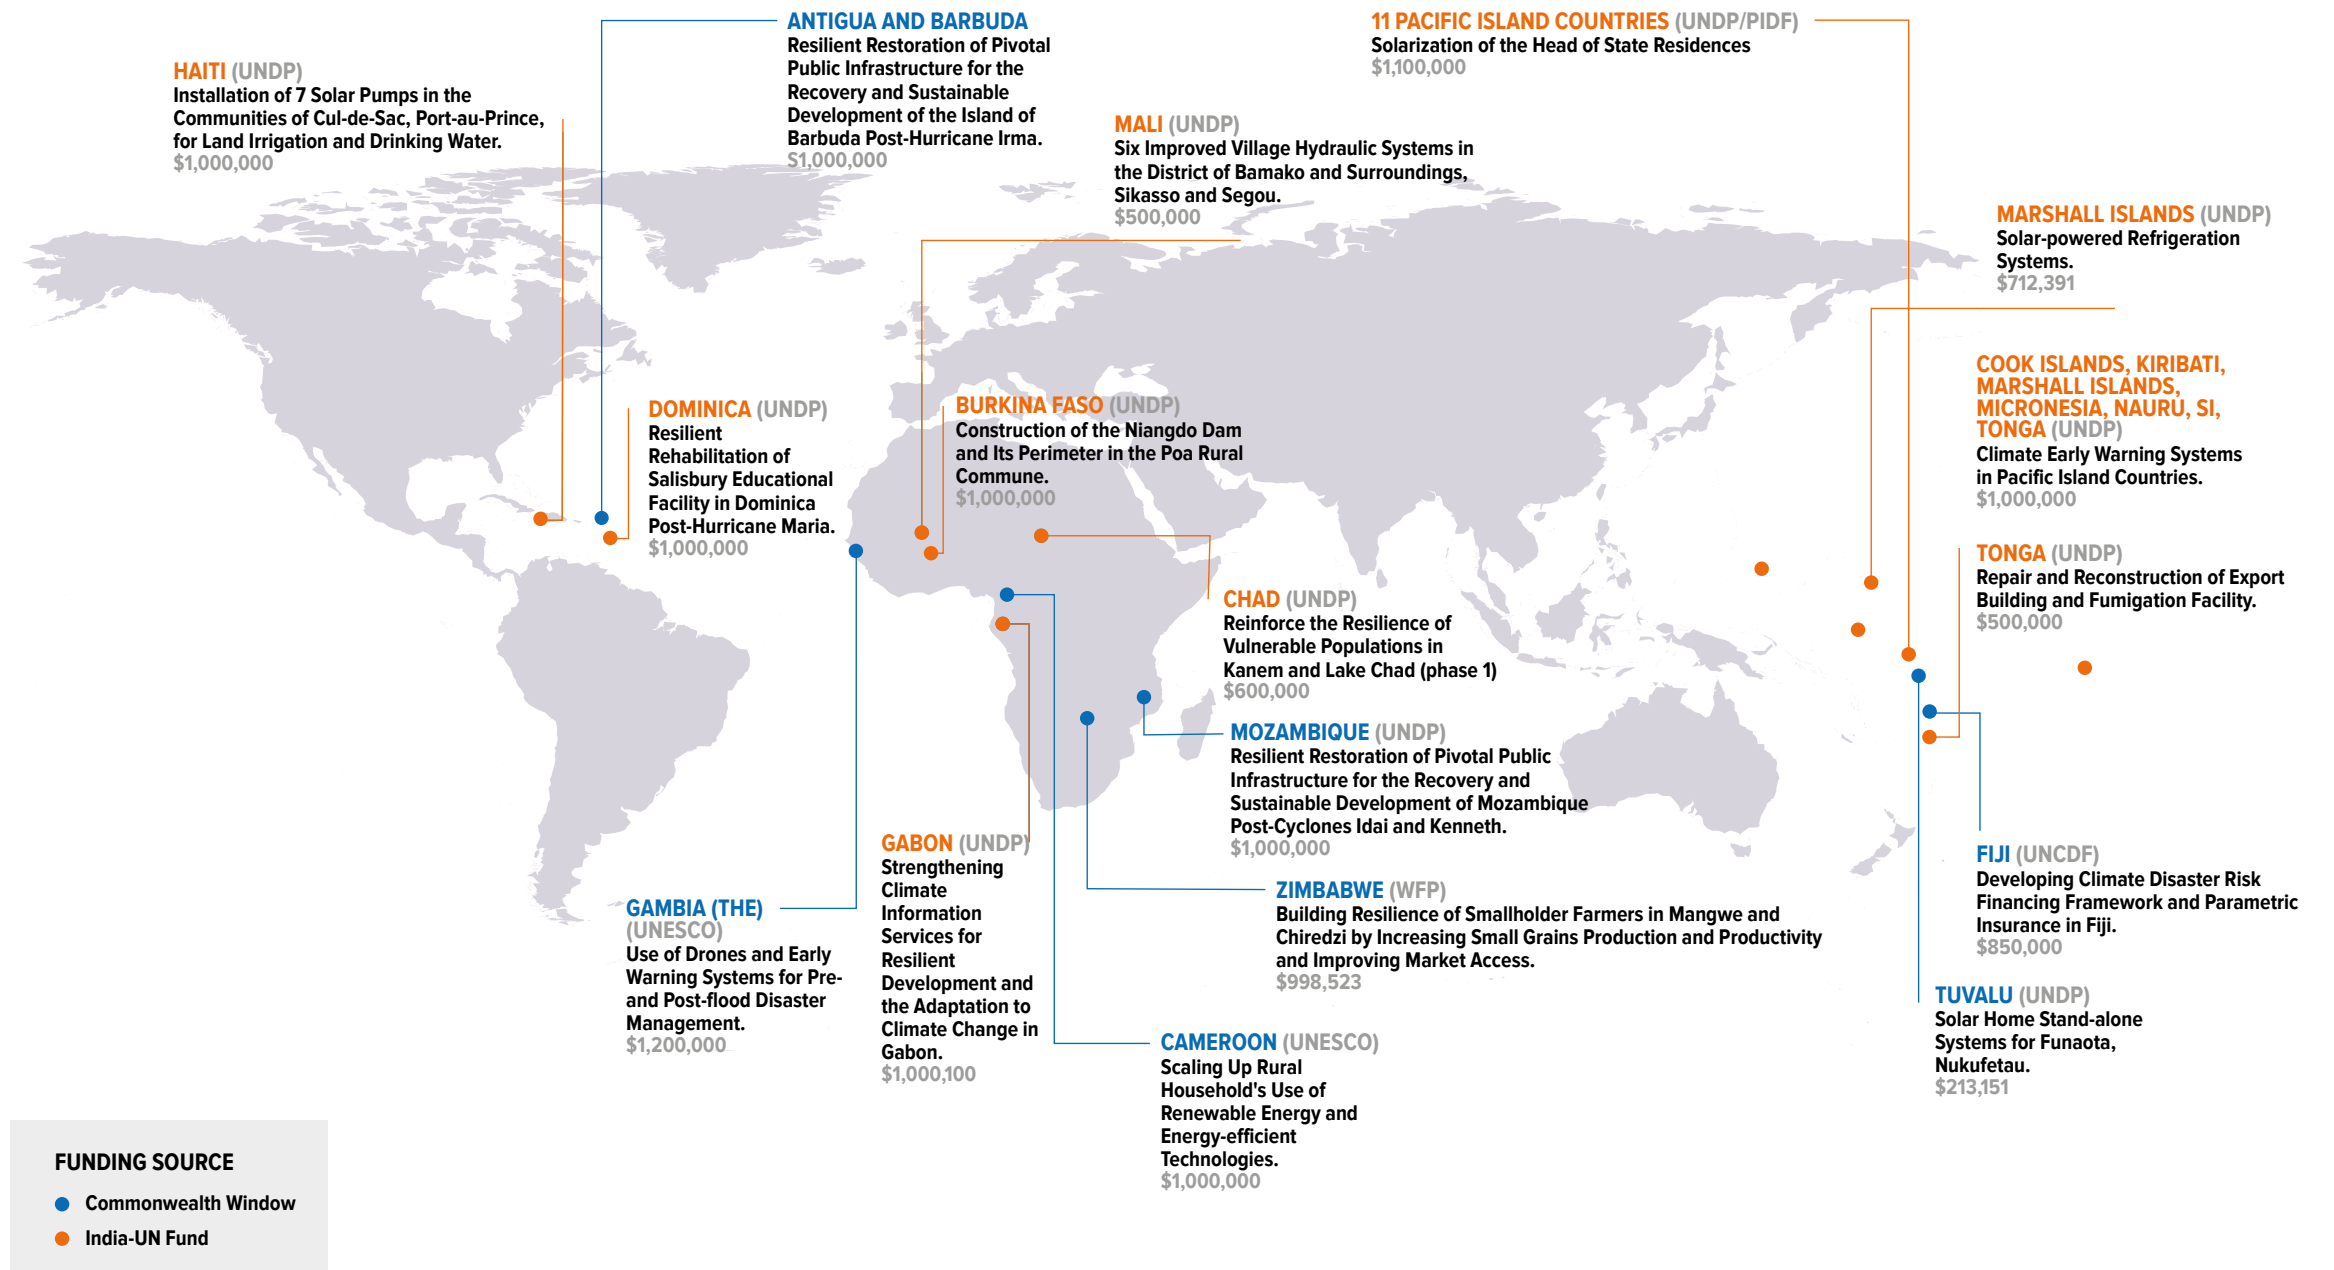 HAITI (UNDP)
Installation of 7 Solar Pumps in the
Communities of Cul-de-Sac, Port-au-Prince,
for Land Irrigation and Drinking Water.
$1,000,000
ANTIGUA AND BARBUDA
Resilient Restoration of Pivotal
Public Infrastructure for the
Recovery and Sustainable
Development of the Island of
Barbuda Post-Hurricane Irma.
S1,000,000
11 PACIFIC ISLAND COUNTRIES (UNDP/PIDF)
Solarization of the Head of State Residences
$1,100,000
MALI (UNDP)
Six Improved Village Hydraulic Systems in
the District of Bamako and Surroundings,
Sikasso and Segou.
$500,000
MARSHALL ISLANDS (UNDP)
Solar-powered Refrigeration
Systems.
$712,391
COOK ISLANDS, KIRIBATI,
MARSHALL ISLANDS,
MICRONESIA, NAURU, SI,
TONGA (UNDP)
Climate Early Warning Systems
in Pacific Island Countries.
$1,000,000
DOMINICA (UNDP)
Resilient
Rehabilitation of
Salisbury Educational
Facility in Dominica
Post-Hurricane Maria.
$1,000,000
BURKINA FASO (UNDP)
Construction of the Niangdo Dam
and Its Perimeter in the Poa Rural
Commune.
$1,000,000
TONGA (UNDP)
Repair and Reconstruction of Export
Building and Fumigation Facility.
$500,000
CHAD (UNDP)
Reinforce the Resilience of
Vulnerable Populations in
Kanem and Lake Chad (phase 1)
$600,000
MOZAMBIQUE (UNDP)
Resilient Restoration of Pivotal Public
Infrastructure for the Recovery and
Sustainable Development of Mozambique
Post-Cyclones Idai and Kenneth.
$1,000,000
GABON (UNDP)
Strengthening
Climate
Information
Services for
Resilient
Development and
the Adaptation to
Climate Change in
Gabon.
$1,000,100
ZIMBABWE (WFP)
Building Resilience of Smallholder Farmers in Mangwe and
Chiredzi by Increasing Small Grains Production and Productivity
and Improving Market Access.
$998,523
FIJI (UNCDF)
Developing Climate Disaster Risk
Financing Framework and Parametric
Insurance in Fiji.
$850,000
GAMBIA (THE)
(UNESCO)
Use of Drones and Early
Warning Systems for Pre-
and Post-flood Disaster
Management.
$1,200,000
TUVALU (UNDP)
Solar Home Stand-alone
Systems for Funaota,
Nukufetau.
$213,151
CAMEROON (UNESCO)
Scaling Up Rural
Household's Use of
Renewable Energy and
Energy-efficient
Technologies.
$1,000,000
FUNDING SOURCE
Commonwealth Window
India-UN Fund